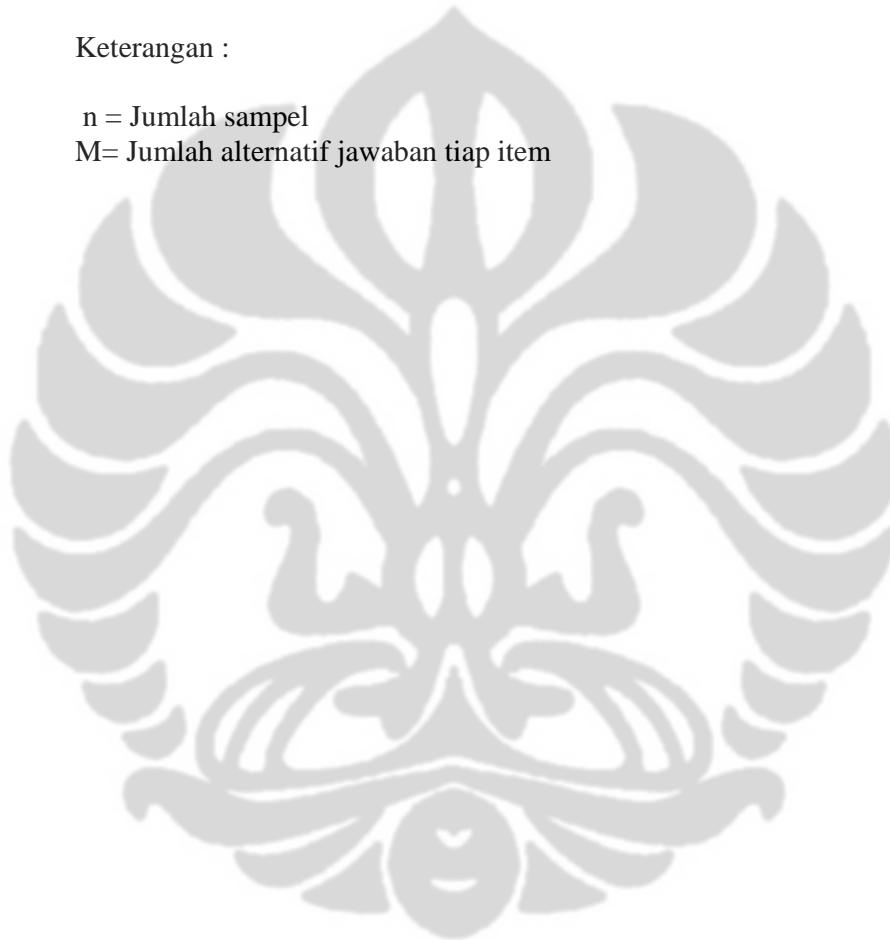 Keterangan :
n = Jumlah sampel
M= Jumlah alternatif jawaban tiap item